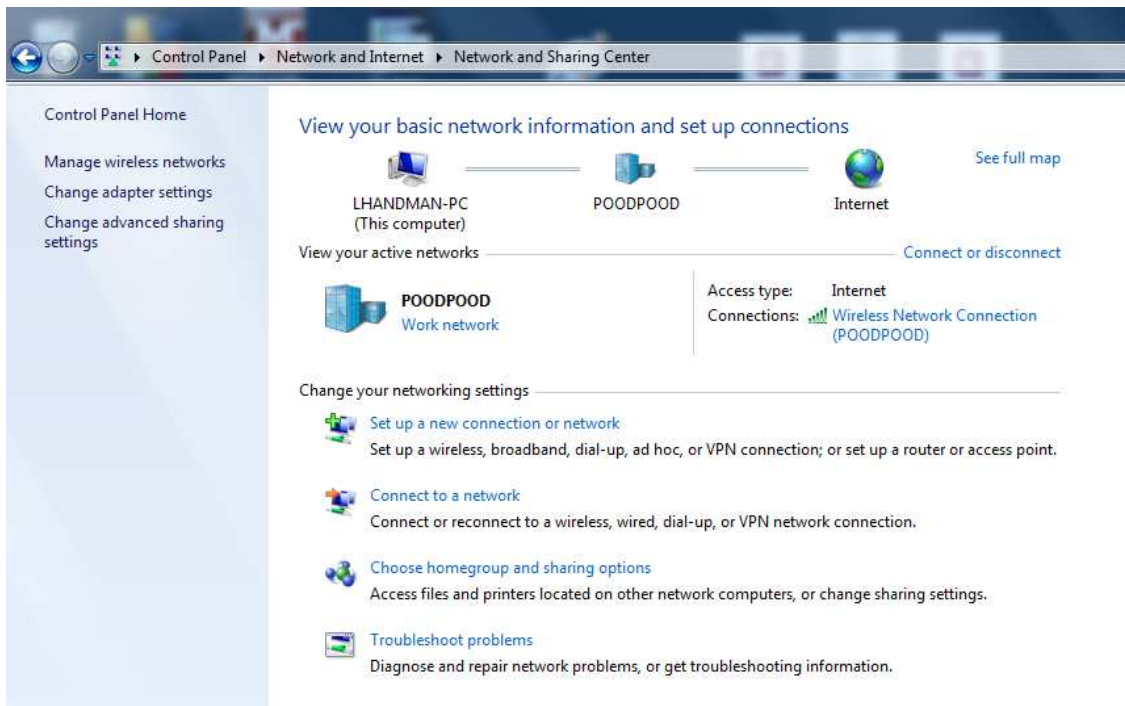 Control Panel ▸ Network and Internet ▸ Network and Sharing Center
Control Panel Home
Manage wireless networks
Change adapter settings
Change advanced sharing
settings
View your basic network information and set up connections
See full map
LHANDMAN-PC
(This computer)
POODPOOD
Internet
View your active networks
Connect or disconnect
POODPOOD
Work network
Access type: Internet
Connections: Wireless Network Connection
(POODPOOD)
Change your networking settings
Set up a new connection or network
Set up a wireless, broadband, dial-up, ad hoc, or VPN connection; or set up a router or access point.
Connect to a network
Connect or reconnect to a wireless, wired, dial-up, or VPN network connection.
Choose homegroup and sharing options
Access files and printers located on other network computers, or change sharing settings.
Troubleshoot problems
Diagnose and repair network problems, or get troubleshooting information.